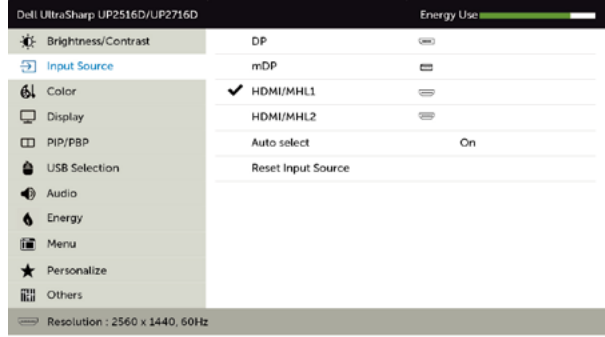 Dell UltraSharp UP2516D/UP2716D Energy Use
Brightness/Contrast DP
Input Source mDP
Color HDMI/MHL1
Display HDMI/MHL2
PIP/PBP Auto select On
USB Selection Reset Input Source
Audio
Energy
Menu
Personalize
Others
Resolution : 2560 x 1440, 60Hz